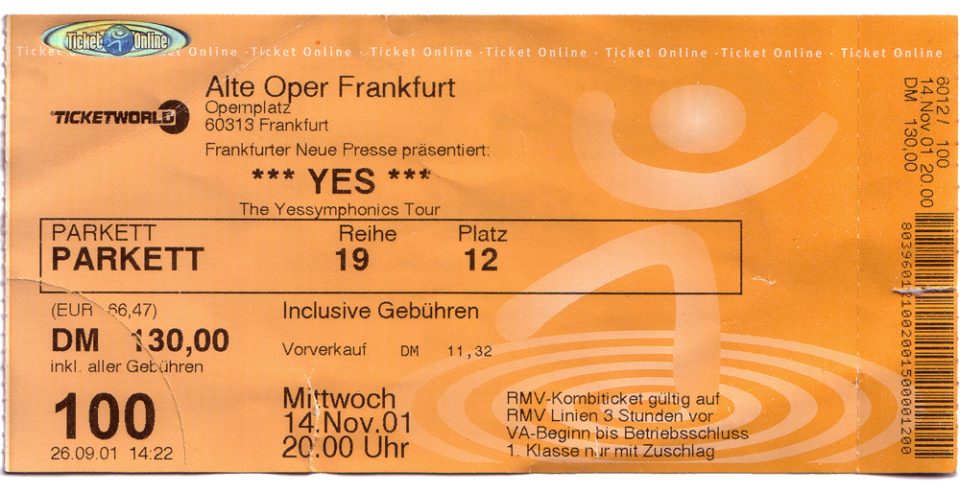 Ticket Online
Ticket Online · Ticket Online · Ticket Online · Ticket Online · Ticket Online · Ticket Online
Alte Oper Frankfurt
Opernplatz
60313 Frankfurt
TICKETWORLD
Frankfurter Neue Presse präsentiert:
*** YES ***
The Yessymphonics Tour
PARKETT Reihe Platz
PARKETT 19 12
(EUR 66,47) Inclusive Gebühren
DM 130,00
Vorverkauf DM 11,32
inkl. aller Gebühren
100
26.09.01 14:22
Mittwoch
14.Nov.01
20.00 Uhr
RMV-Kombiticket gültig auf
RMV Linien 3 Stunden vor
VA-Beginn bis Betriebsschluss
1. Klasse nur mit Zuschlag
6012 / 100
14.Nov.01 20.00
DM 130,00